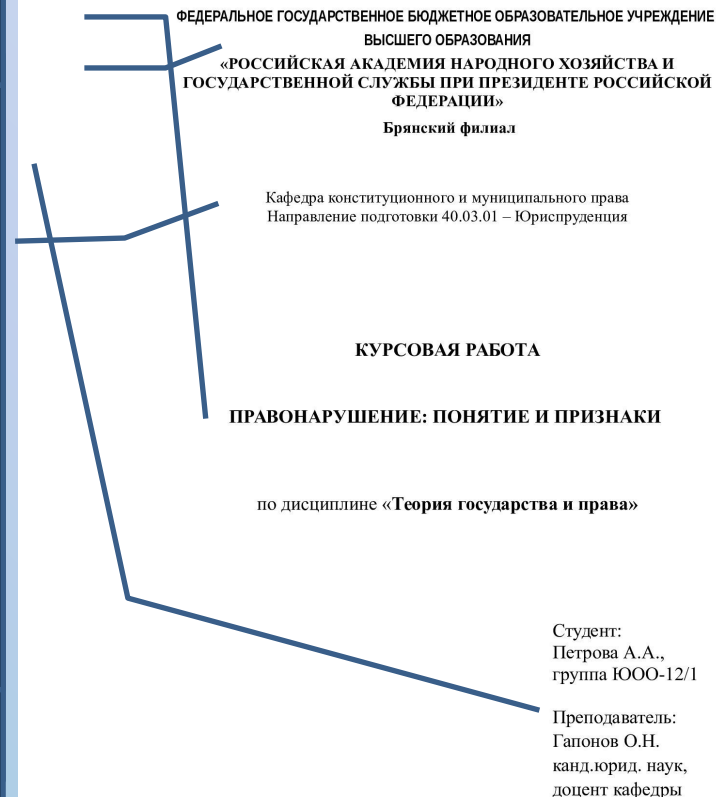 ФЕДЕРАЛЬНОЕ ГОСУДАРСТВЕННОЕ БЮДЖЕТНОЕ ОБРАЗОВАТЕЛЬНОЕ УЧРЕЖДЕНИЕ
ВЫСШЕГО ОБРАЗОВАНИЯ
«РОССИЙСКАЯ АКАДЕМИЯ НАРОДНОГО ХОЗЯЙСТВА И
ГОСУДАРСТВЕННОЙ СЛУЖБЫ ПРИ ПРЕЗИДЕНТЕ РОССИЙСКОЙ
ФЕДЕРАЦИИ»
Брянский филиал
Кафедра конституционного и муниципального права
Направление подготовки 40.03.01 – Юриспруденция
КУРСОВАЯ РАБОТА
ПРАВОНАРУШЕНИЕ: ПОНЯТИЕ И ПРИЗНАКИ
по дисциплине «Теория государства и права»
Студент:
Петрова А.А.,
группа ЮОО-12/1
Преподаватель:
Гапонов О.Н.
канд.юрид. наук,
доцент кафедры